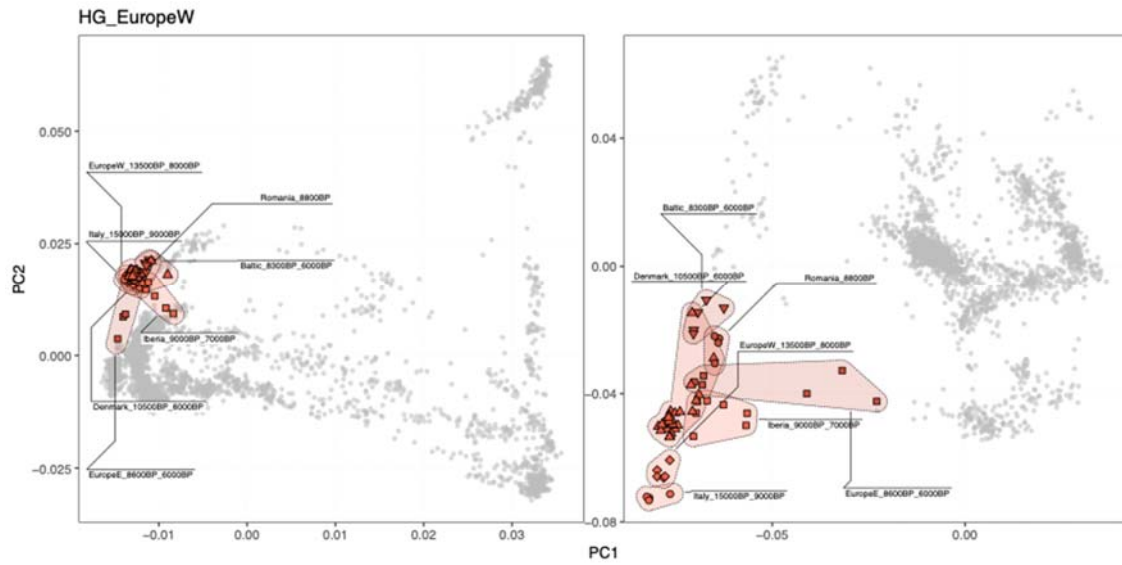 HG_EuropeW
0.050
0.025
0.000
−0.025
PC2
EuropeW_13500BP_8000BP
Romania_8800BP
Italy_15000BP_9000BP
Baltic_8300BP_6000BP
Iberia_9000BP_7000BP
Denmark_10500BP_6000BP
EuropeE_8600BP_6000BP
−0.01
0.00
0.01
0.02
0.03
0.04
0.00
−0.04
−0.08
Baltic_8300BP_6000BP
Denmark_10500BP_6000BP
Romania_8800BP
EuropeW_13500BP_8000BP
Iberia_9000BP_7000BP
Italy_15000BP_9000BP
EuropeE_8600BP_6000BP
−0.05
0.00
PC1